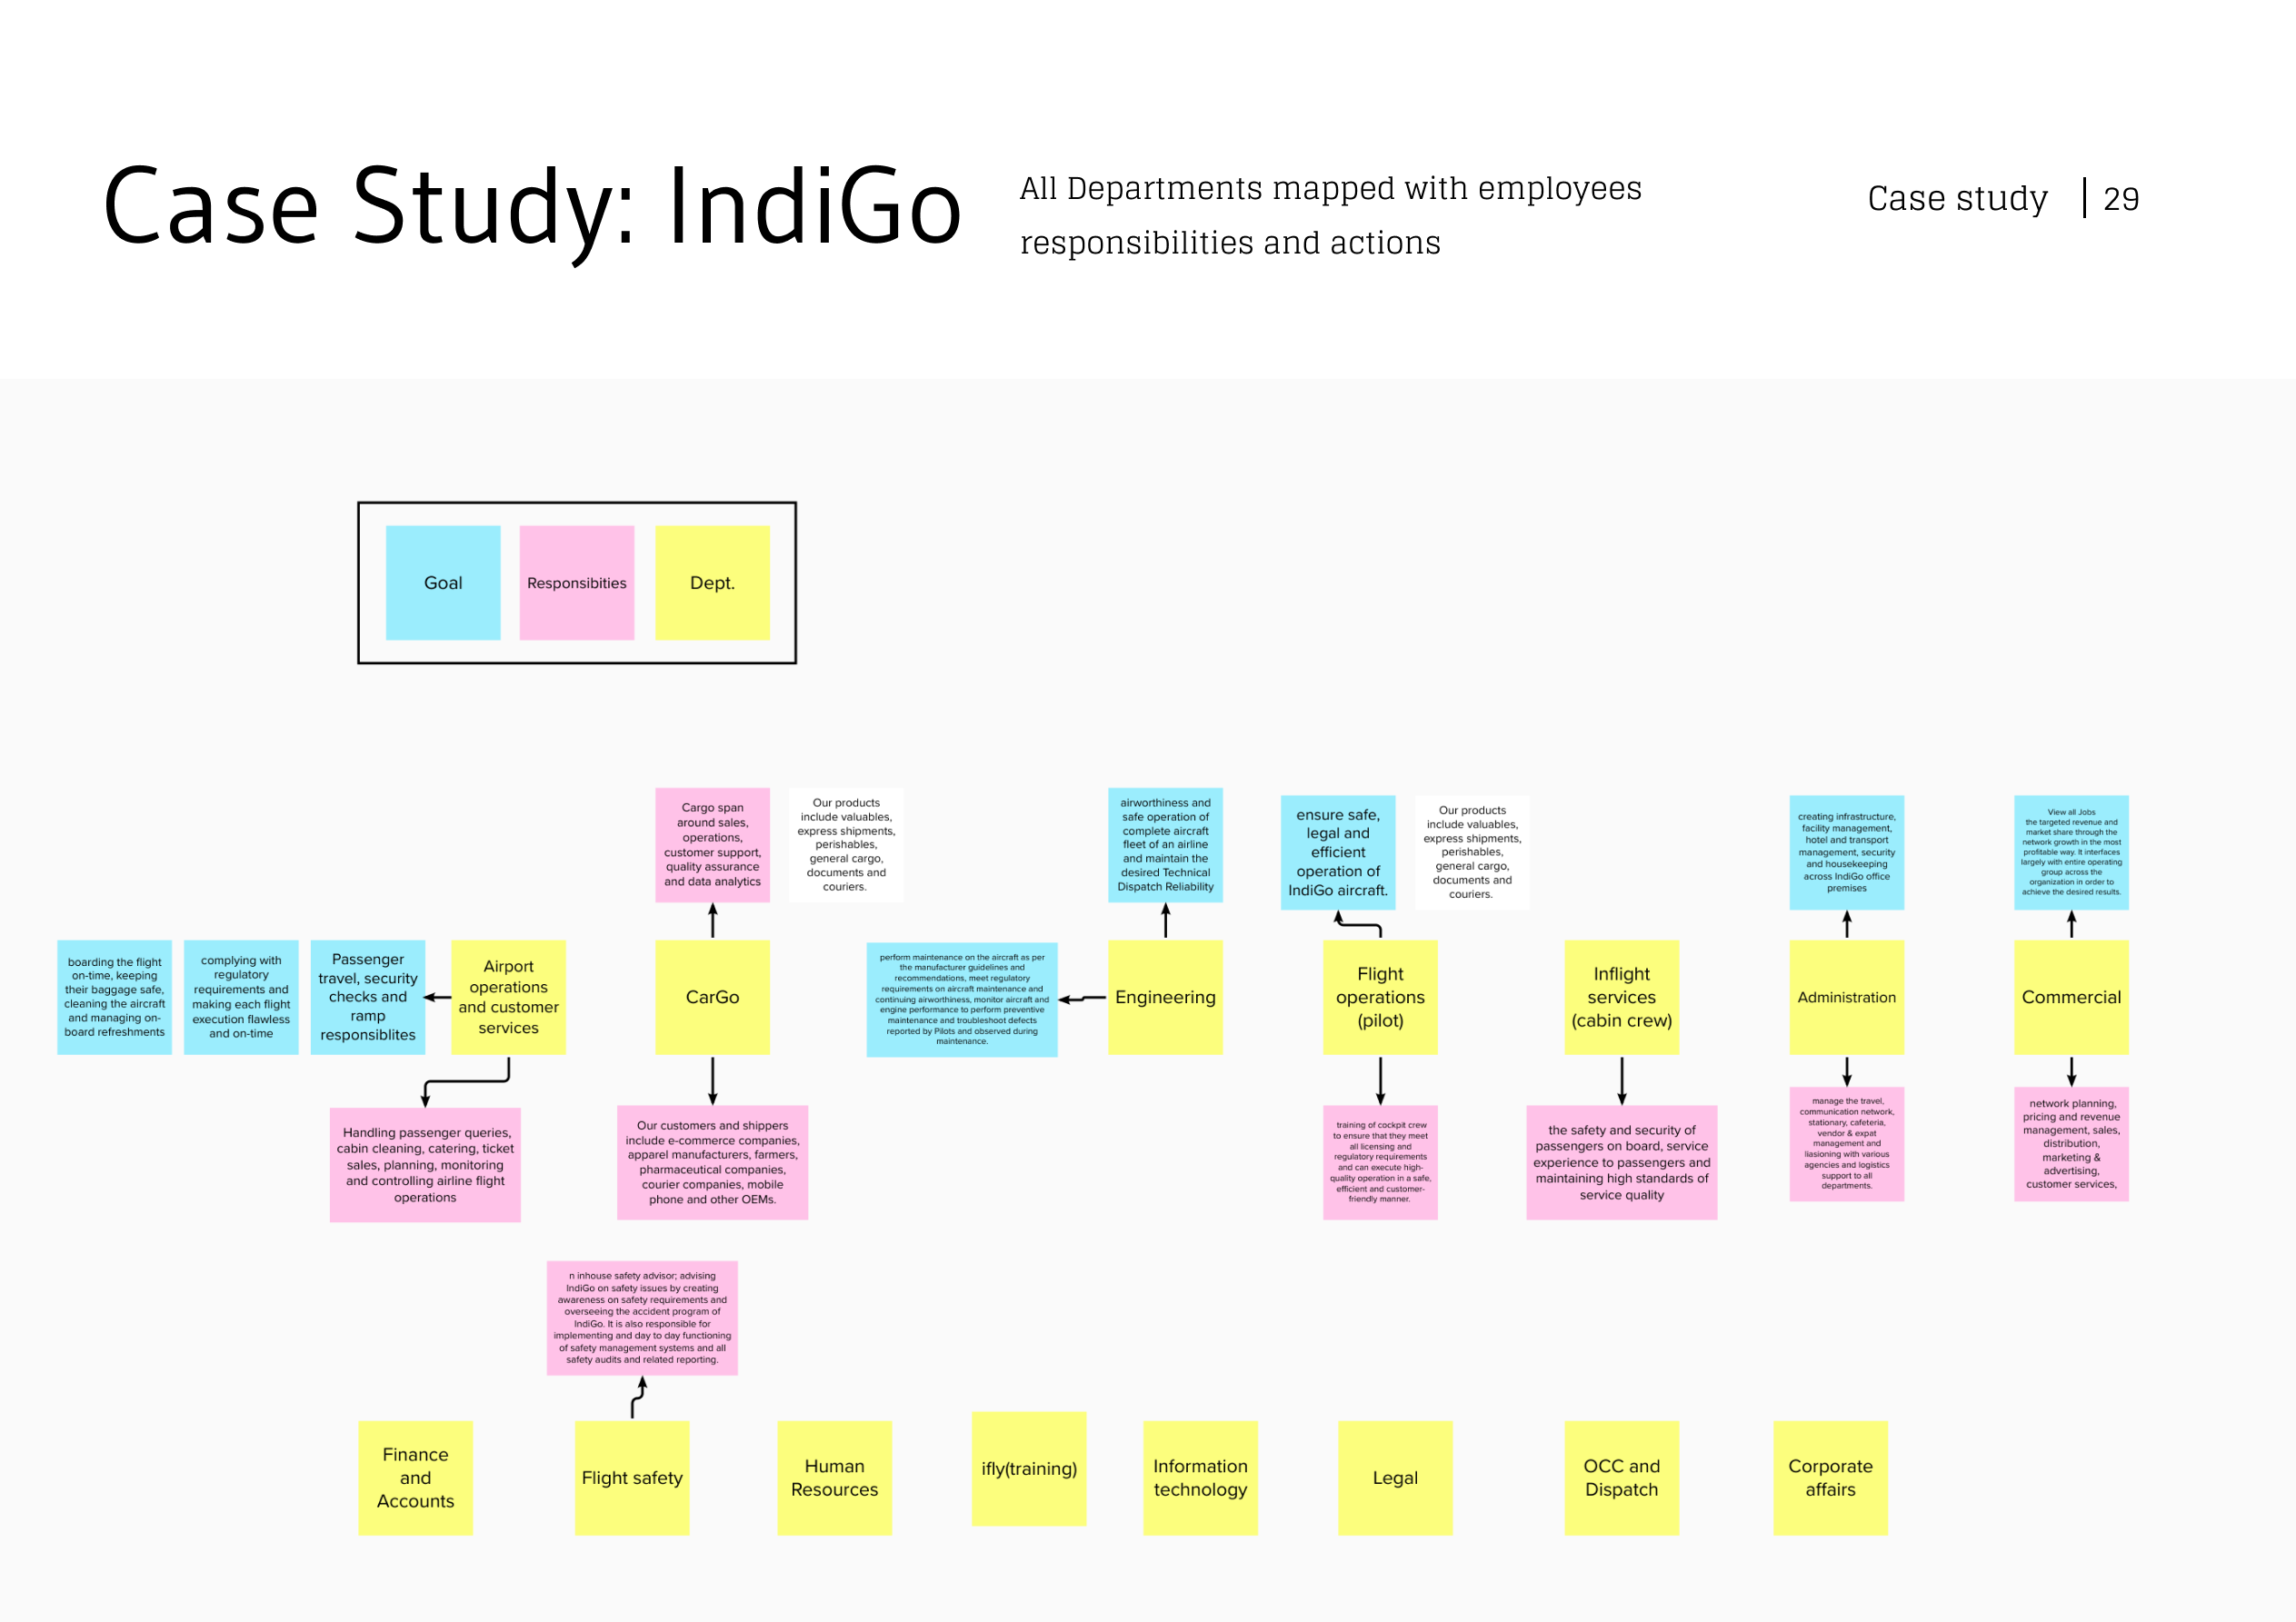 Case Study: IndiGo
All Departments mapped with employees
responsibilities and actions
Case study | 29
Goal
Responsibities
Dept.
Cargo span
around sales,
operations,
customer support,
quality assurance
and data analytics
Our products
include valuables,
express shipments,
perishables,
general cargo,
documents and
couriers.
airworthiness and
safe operation of
complete aircraft
fleet of an airline
and maintain the
desired Technical
Dispatch Reliability
ensure safe,
legal and
efficient
operation of
IndiGo aircraft.
Our products
include valuables,
express shipments,
perishables,
general cargo,
documents and
couriers.
creating infrastructure,
facility management,
hotel and transport
management, security
and housekeeping
across IndiGo office
premises
View all Jobs
the targeted revenue and
market share through the
network growth in the most
profitable way. It interfaces
largely with entire operating
group across the
organization in order to
achieve the desired results.
boarding the flight
on-time, keeping
their baggage safe,
cleaning the aircraft
and managing on-
board refreshments
complying with
regulatory
requirements and
making each flight
execution flawless
and on-time
Passenger
travel, security
checks and
ramp
responsiblites
Airport
operations
and customer
services
CarGo
perform maintenance on the aircraft as per
the manufacturer guidelines and
recommendations, meet regulatory
requirements on aircraft maintenance and
continuing airworthiness, monitor aircraft and
engine performance to perform preventive
maintenance and troubleshoot defects
reported by Pilots and observed during
maintenance.
Engineering
Flight
operations
(pilot)
Inflight
services
(cabin crew)
Administration
Commercial
Handling passenger queries,
cabin cleaning, catering, ticket
sales, planning, monitoring
and controlling airline flight
operations
Our customers and shippers
include e-commerce companies,
apparel manufacturers, farmers,
pharmaceutical companies,
courier companies, mobile
phone and other OEMs.
training of cockpit crew
to ensure that they meet
all licensing and
regulatory requirements
and can execute high-
quality operation in a safe,
efficient and customer-
friendly manner.
the safety and security of
passengers on board, service
experience to passengers and
maintaining high standards of
service quality
manage the travel,
communication network,
stationary, cafeteria,
vendor & expat
management and
liasioning with various
agencies and logistics
support to all
departments.
network planning,
pricing and revenue
management, sales,
distribution,
marketing &
advertising,
customer services,
n inhouse safety advisor; advising
IndiGo on safety issues by creating
awareness on safety requirements and
overseeing the accident program of
IndiGo. It is also responsible for
implementing and day to day functioning
of safety management systems and all
safety audits and related reporting.
Finance
and
Accounts
Flight safety
Human
Resources
ifly(training)
Information
technology
Legal
OCC and
Dispatch
Corporate
affairs